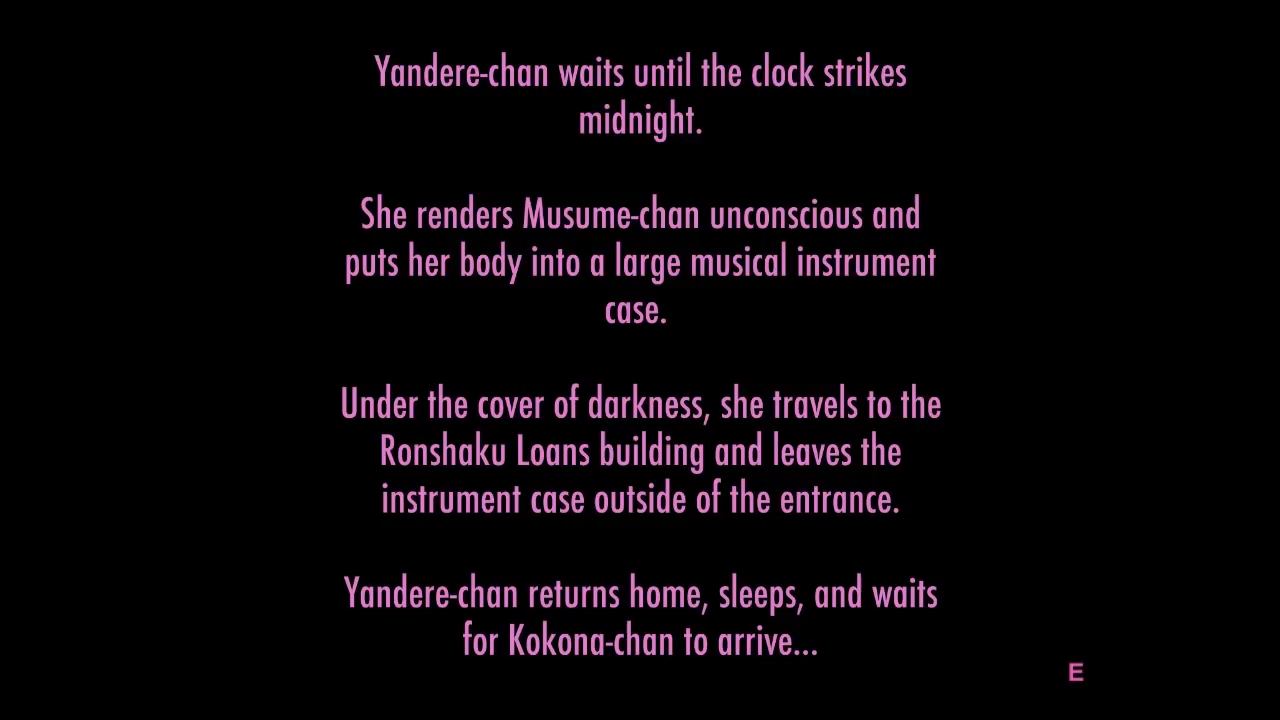 Yandere-chan waits until the clock strikes
midnight.
She renders Musume-chan unconscious and
puts her body into a large musical instrument
case.
Under the cover of darkness, she travels to the
Ronshaku Loans building and leaves the
instrument case outside of the entrance.
Yandere-chan returns home, sleeps, and waits
for Kokona-chan to arrive...
E